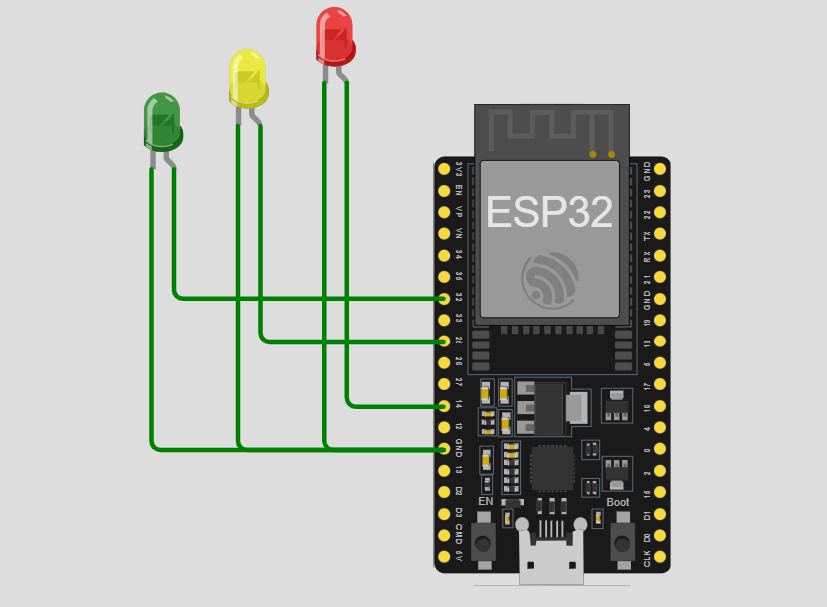 ESP32
3V3
EN
VP
VN
34
35
32
33
25
26
27
14
12
GND
13
D2
D3
CMD
5V
GND
23
22
TX
RX
21
GND
19
18
5
17
16
4
0
2
15
D1
D0
CLK
EN
Boot